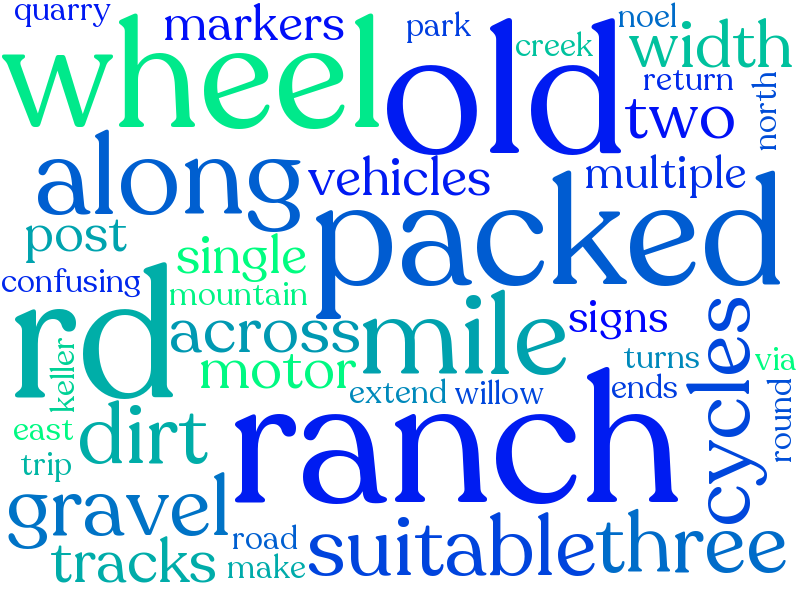 quarry
markers
park
noel
creek
width
wheel
old
return
two
north
along
vehicles
multiple
packed
post
single
confusing
mountain
rd
across
mile
signs
cycles
motor
keller
turns
via
extend
willow
ends
round
east
dirt
ranch
trip
gravel
road
suitable
three
tracks
make